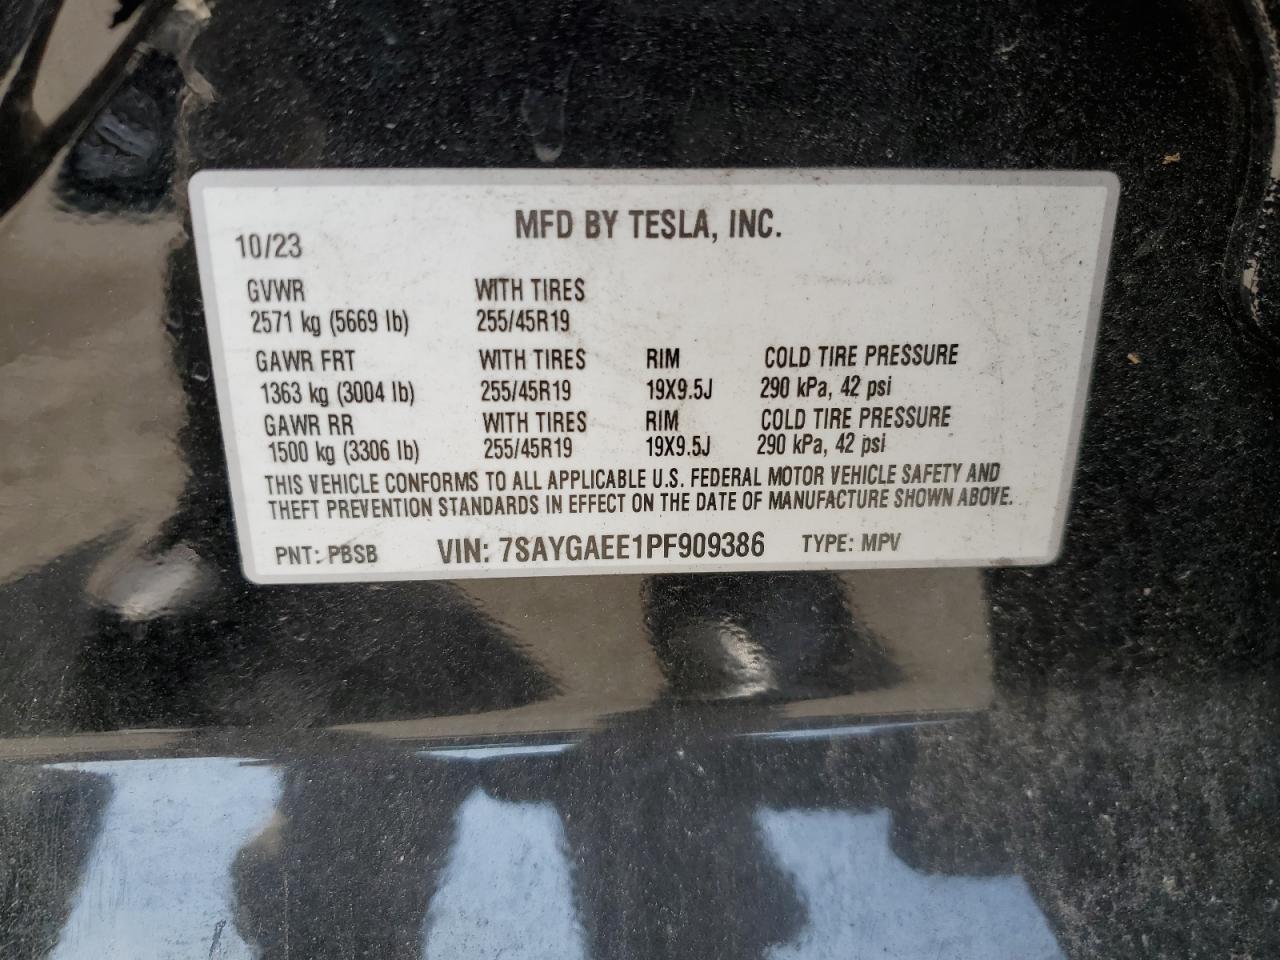 MFD BY TESLA, INC.
10/23
GVWR WITH TIRES
2571 kg (5669 lb) 255/45R19
GAWR FRT WITH TIRES RIM COLD TIRE PRESSURE
1363 kg (3004 lb) 255/45R19 19X9.5J 290 kPa, 42 psi
GAWR RR WITH TIRES RIM COLD TIRE PRESSURE
1500 kg (3306 lb) 255/45R19 19X9.5J 290 kPa, 42 psi
THIS VEHICLE CONFORMS TO ALL APPLICABLE U.S. FEDERAL MOTOR VEHICLE SAFETY AND
THEFT PREVENTION STANDARDS IN EFFECT ON THE DATE OF MANUFACTURE SHOWN ABOVE.
PNT: PBSB VIN: 7SAYGAEE1PF909386 TYPE: MPV